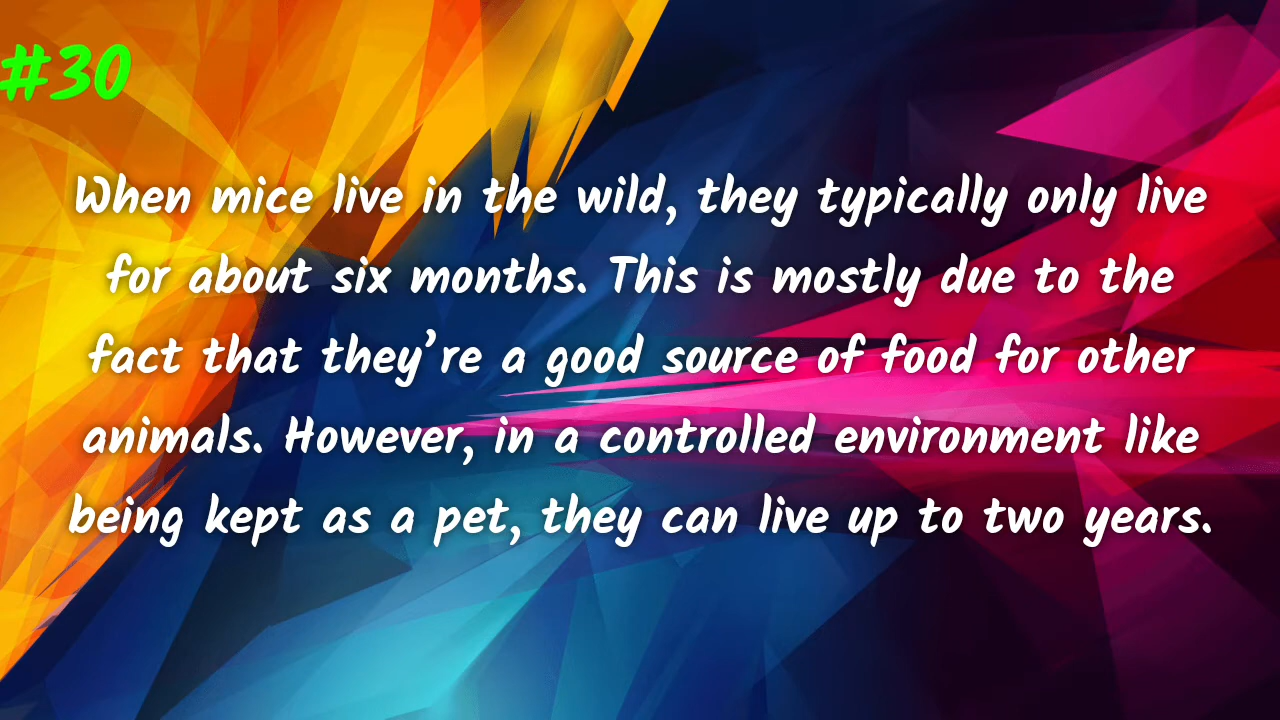 #30
When mice live in the wild, they typically only live
for about six months. This is mostly due to the
fact that they’re a good source of food for other
animals. However, in a controlled environment like
being kept as a pet, they can live up to two years.